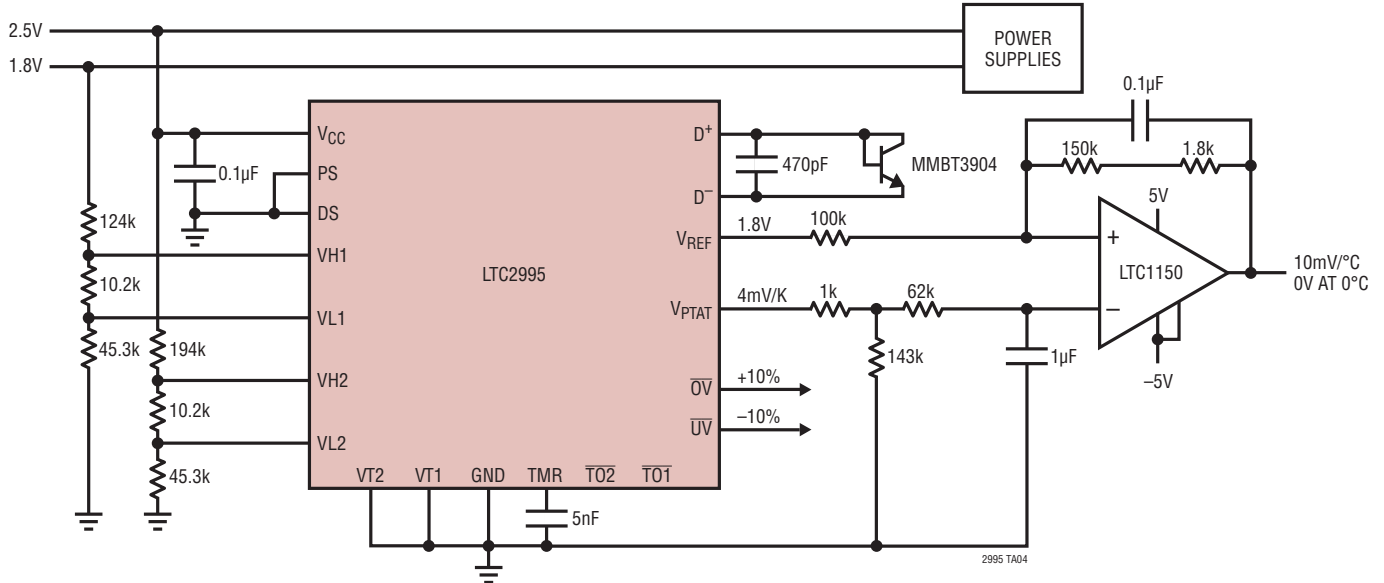 2.5V
1.8V
POWER
SUPPLIES
0.1µF
150k
1.8k
VCC
D+
0.1µF
470pF
MMBT3904
PS
DS
D–
124k
5V
VREF
1.8V
100k
VH1
+
LTC1150
LTC2995
10mV/°C
0V AT 0°C
10.2k
VPTAT
4mV/K
1k
62k
–
VL1
45.3k
194k
143k
1µF
–5V
VH2
OV
+10%
10.2k
UV
–10%
VL2
45.3k
VT2
VT1
GND
TMR
TO2
TO1
5nF
2995 TA04